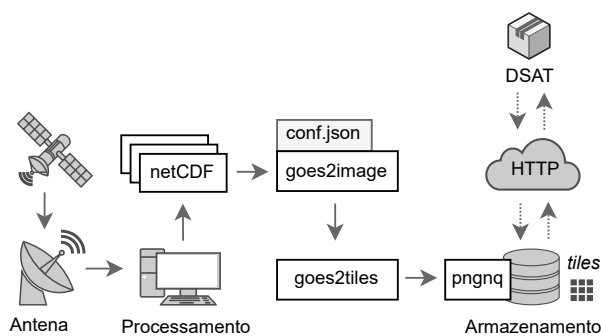 DSAT
conf.json
netCDF
goes2image
HTTP
goes2tiles
pngnq
tiles
Antena
Processamento
Armazenamento